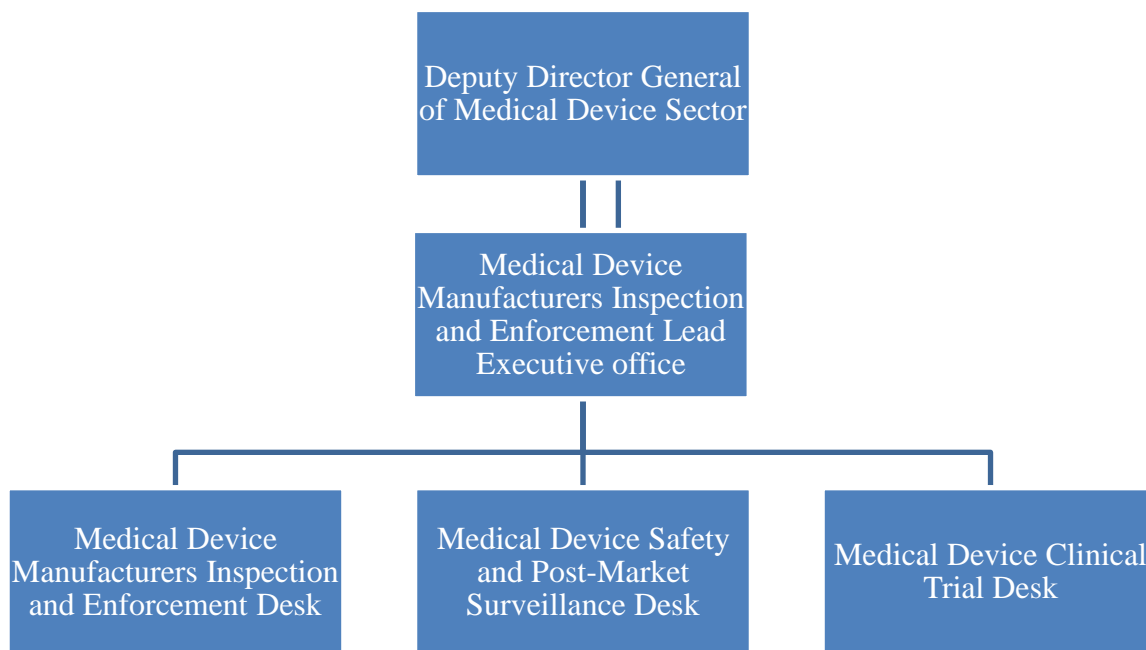 Deputy Director General
of Medical Device Sector
Medical Device
Manufacturers Inspection
and Enforcement Lead
Executive office
Medical Device
Manufacturers Inspection
and Enforcement Desk
Medical Device Safety
and Post-Market
Surveillance Desk
Medical Device Clinical
Trial Desk